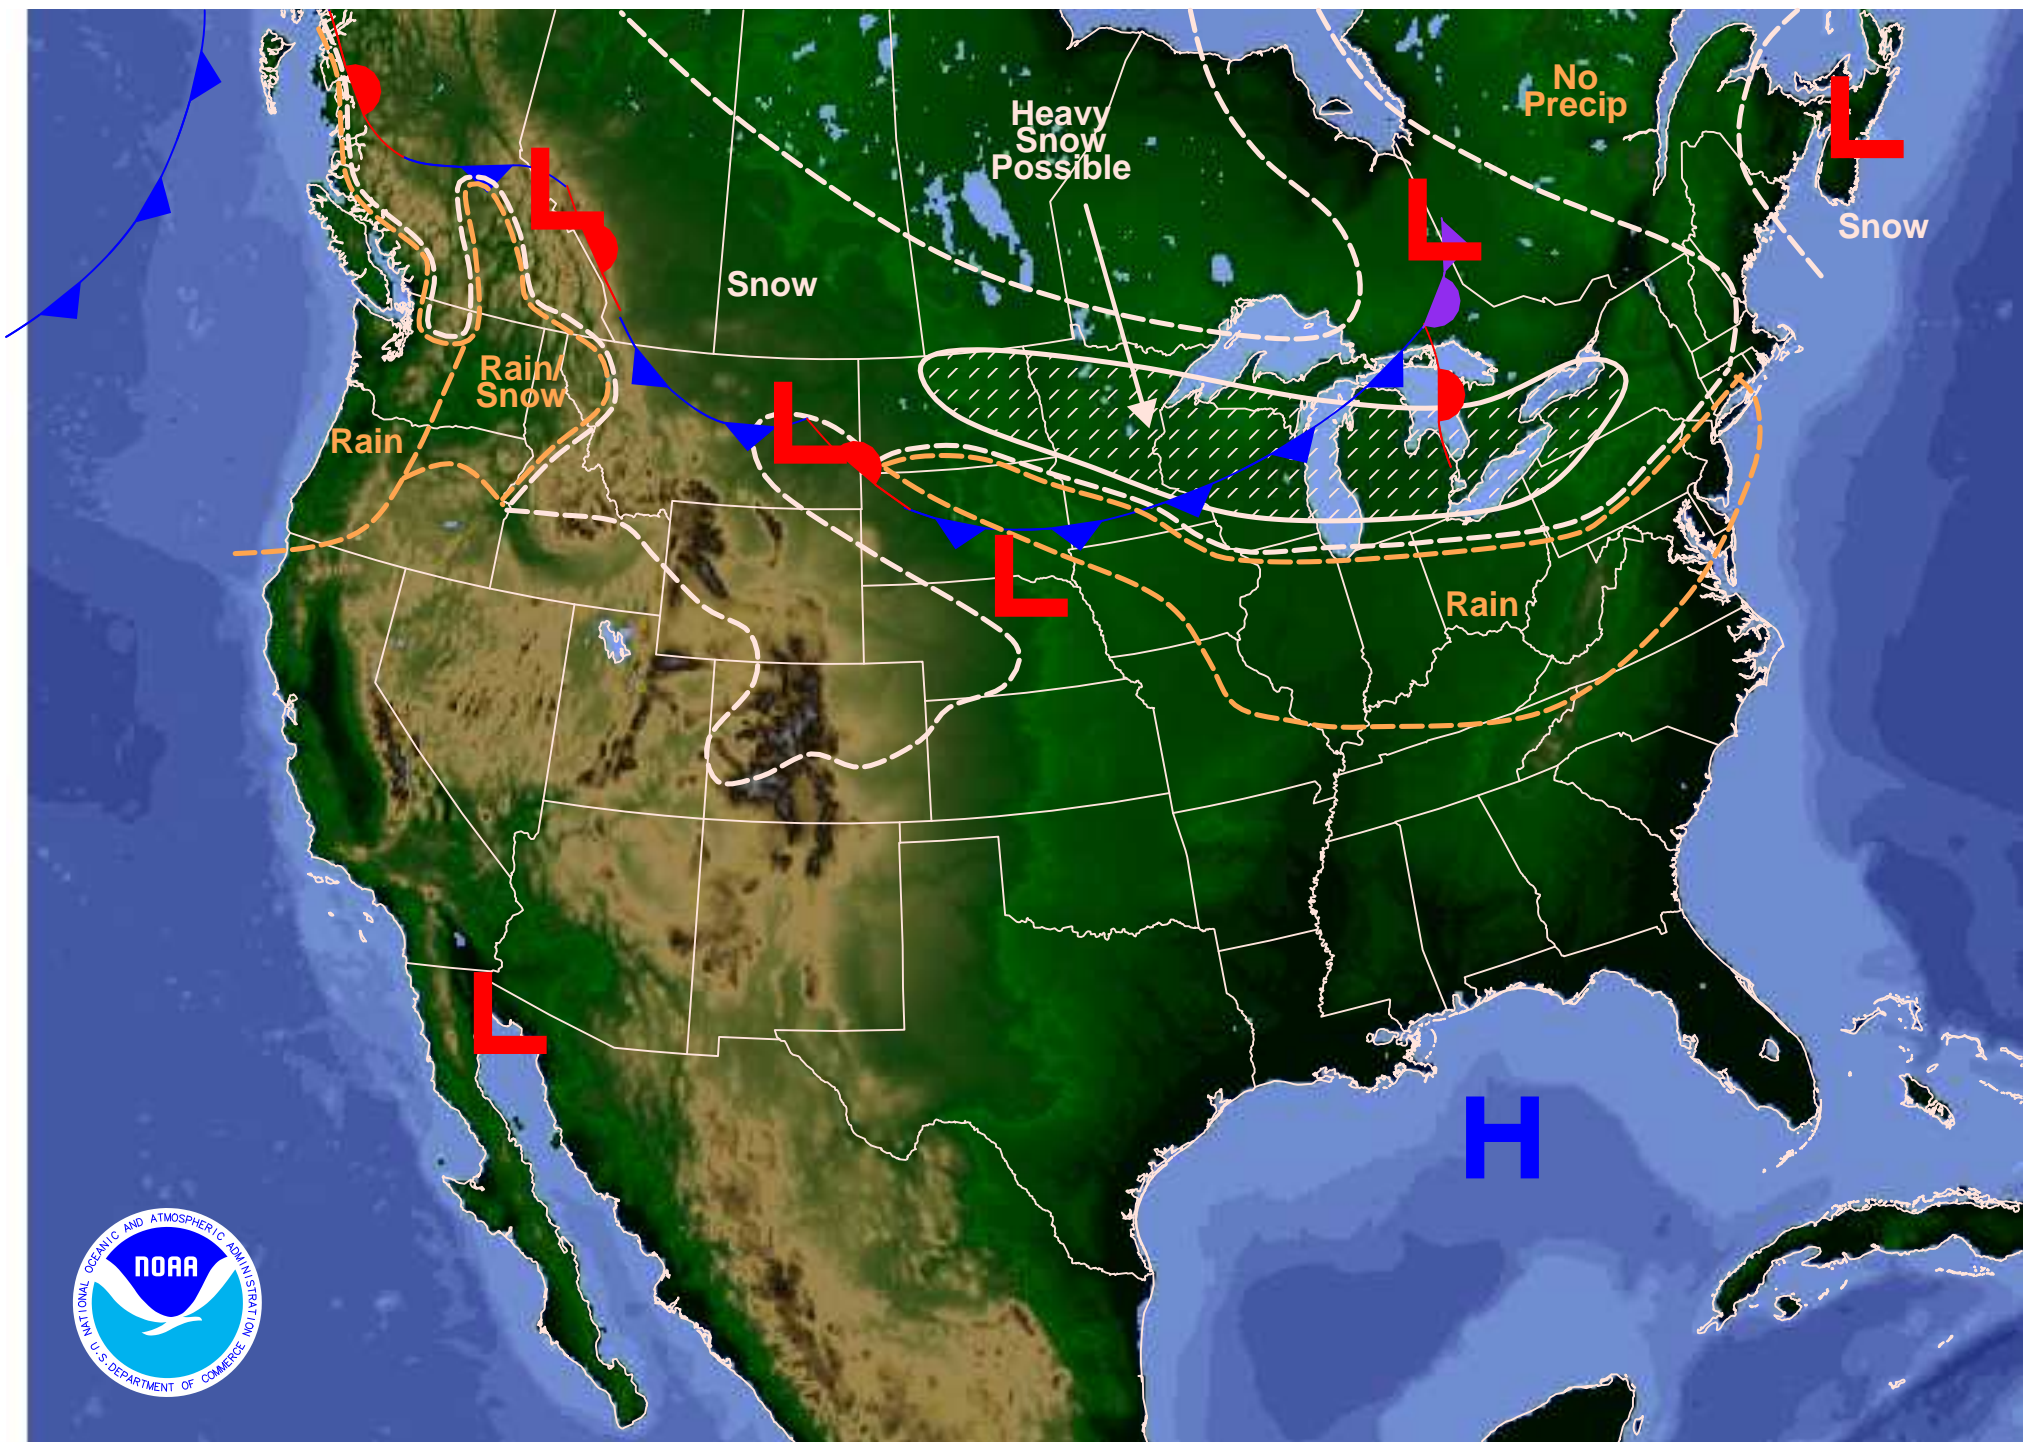 No
Precip
Heavy
Snow
Possible
L
L
L
Snow
Snow
Rain/
Snow
L
Rain
L
Rain
L
H
NATIONAL OCEANIC AND ATMOSPHERIC ADMINISTRATION
NOAA
U.S. DEPARTMENT OF COMMERCE